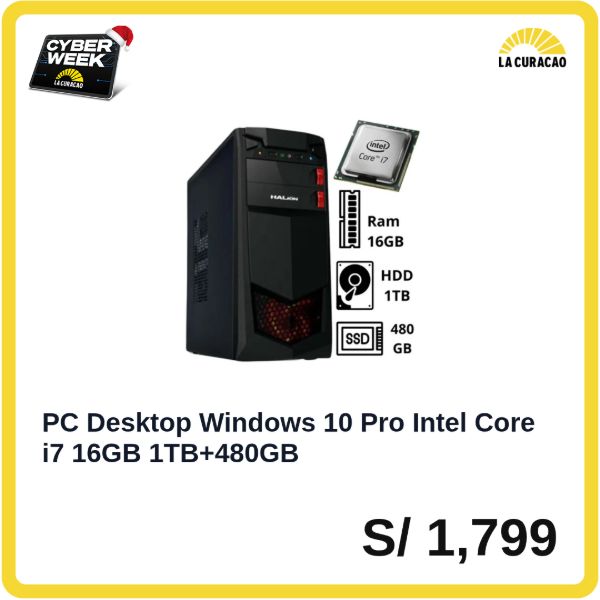 CYBER
WEEK
LA CURACAO
LA CURACAO
intel
Core™ i7
HALION
Ram
16GB
HDD
1TB
SSD
480
GB
PC Desktop Windows 10 Pro Intel Core
i7 16GB 1TB+480GB
S/ 1,799